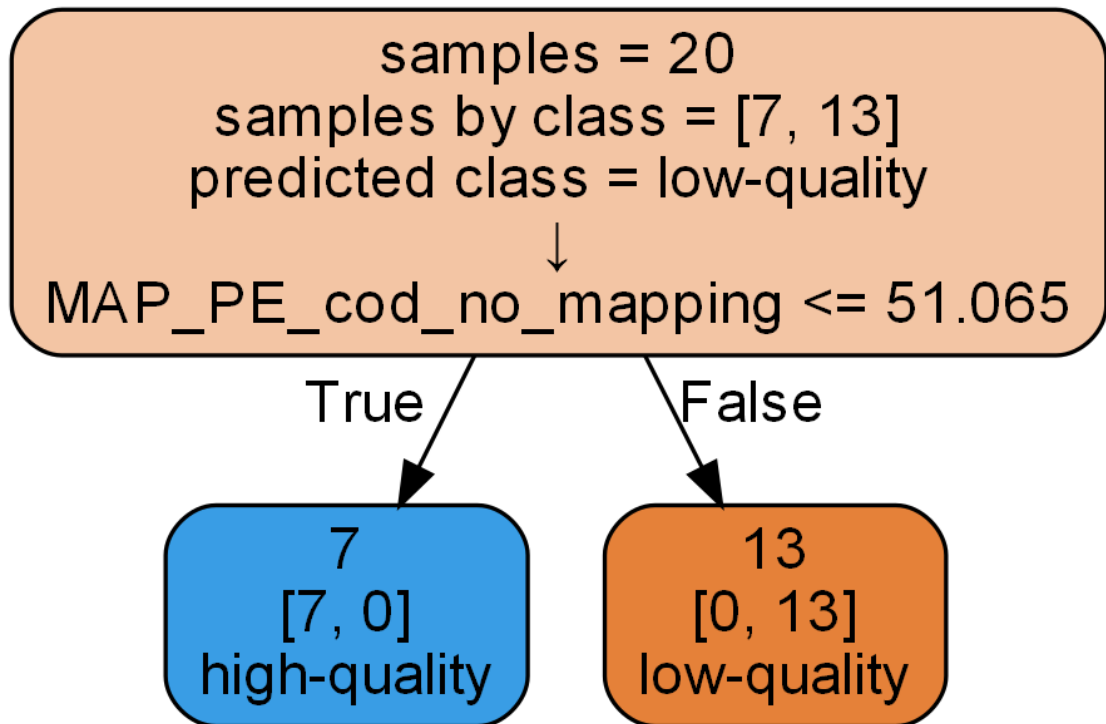 samples = 20
samples by class = [7, 13]
predicted class = low-quality
↓
MAP_PE_cod_no_mapping <= 51.065
True
False
7
[7, 0]
high-quality
13
[0, 13]
low-quality